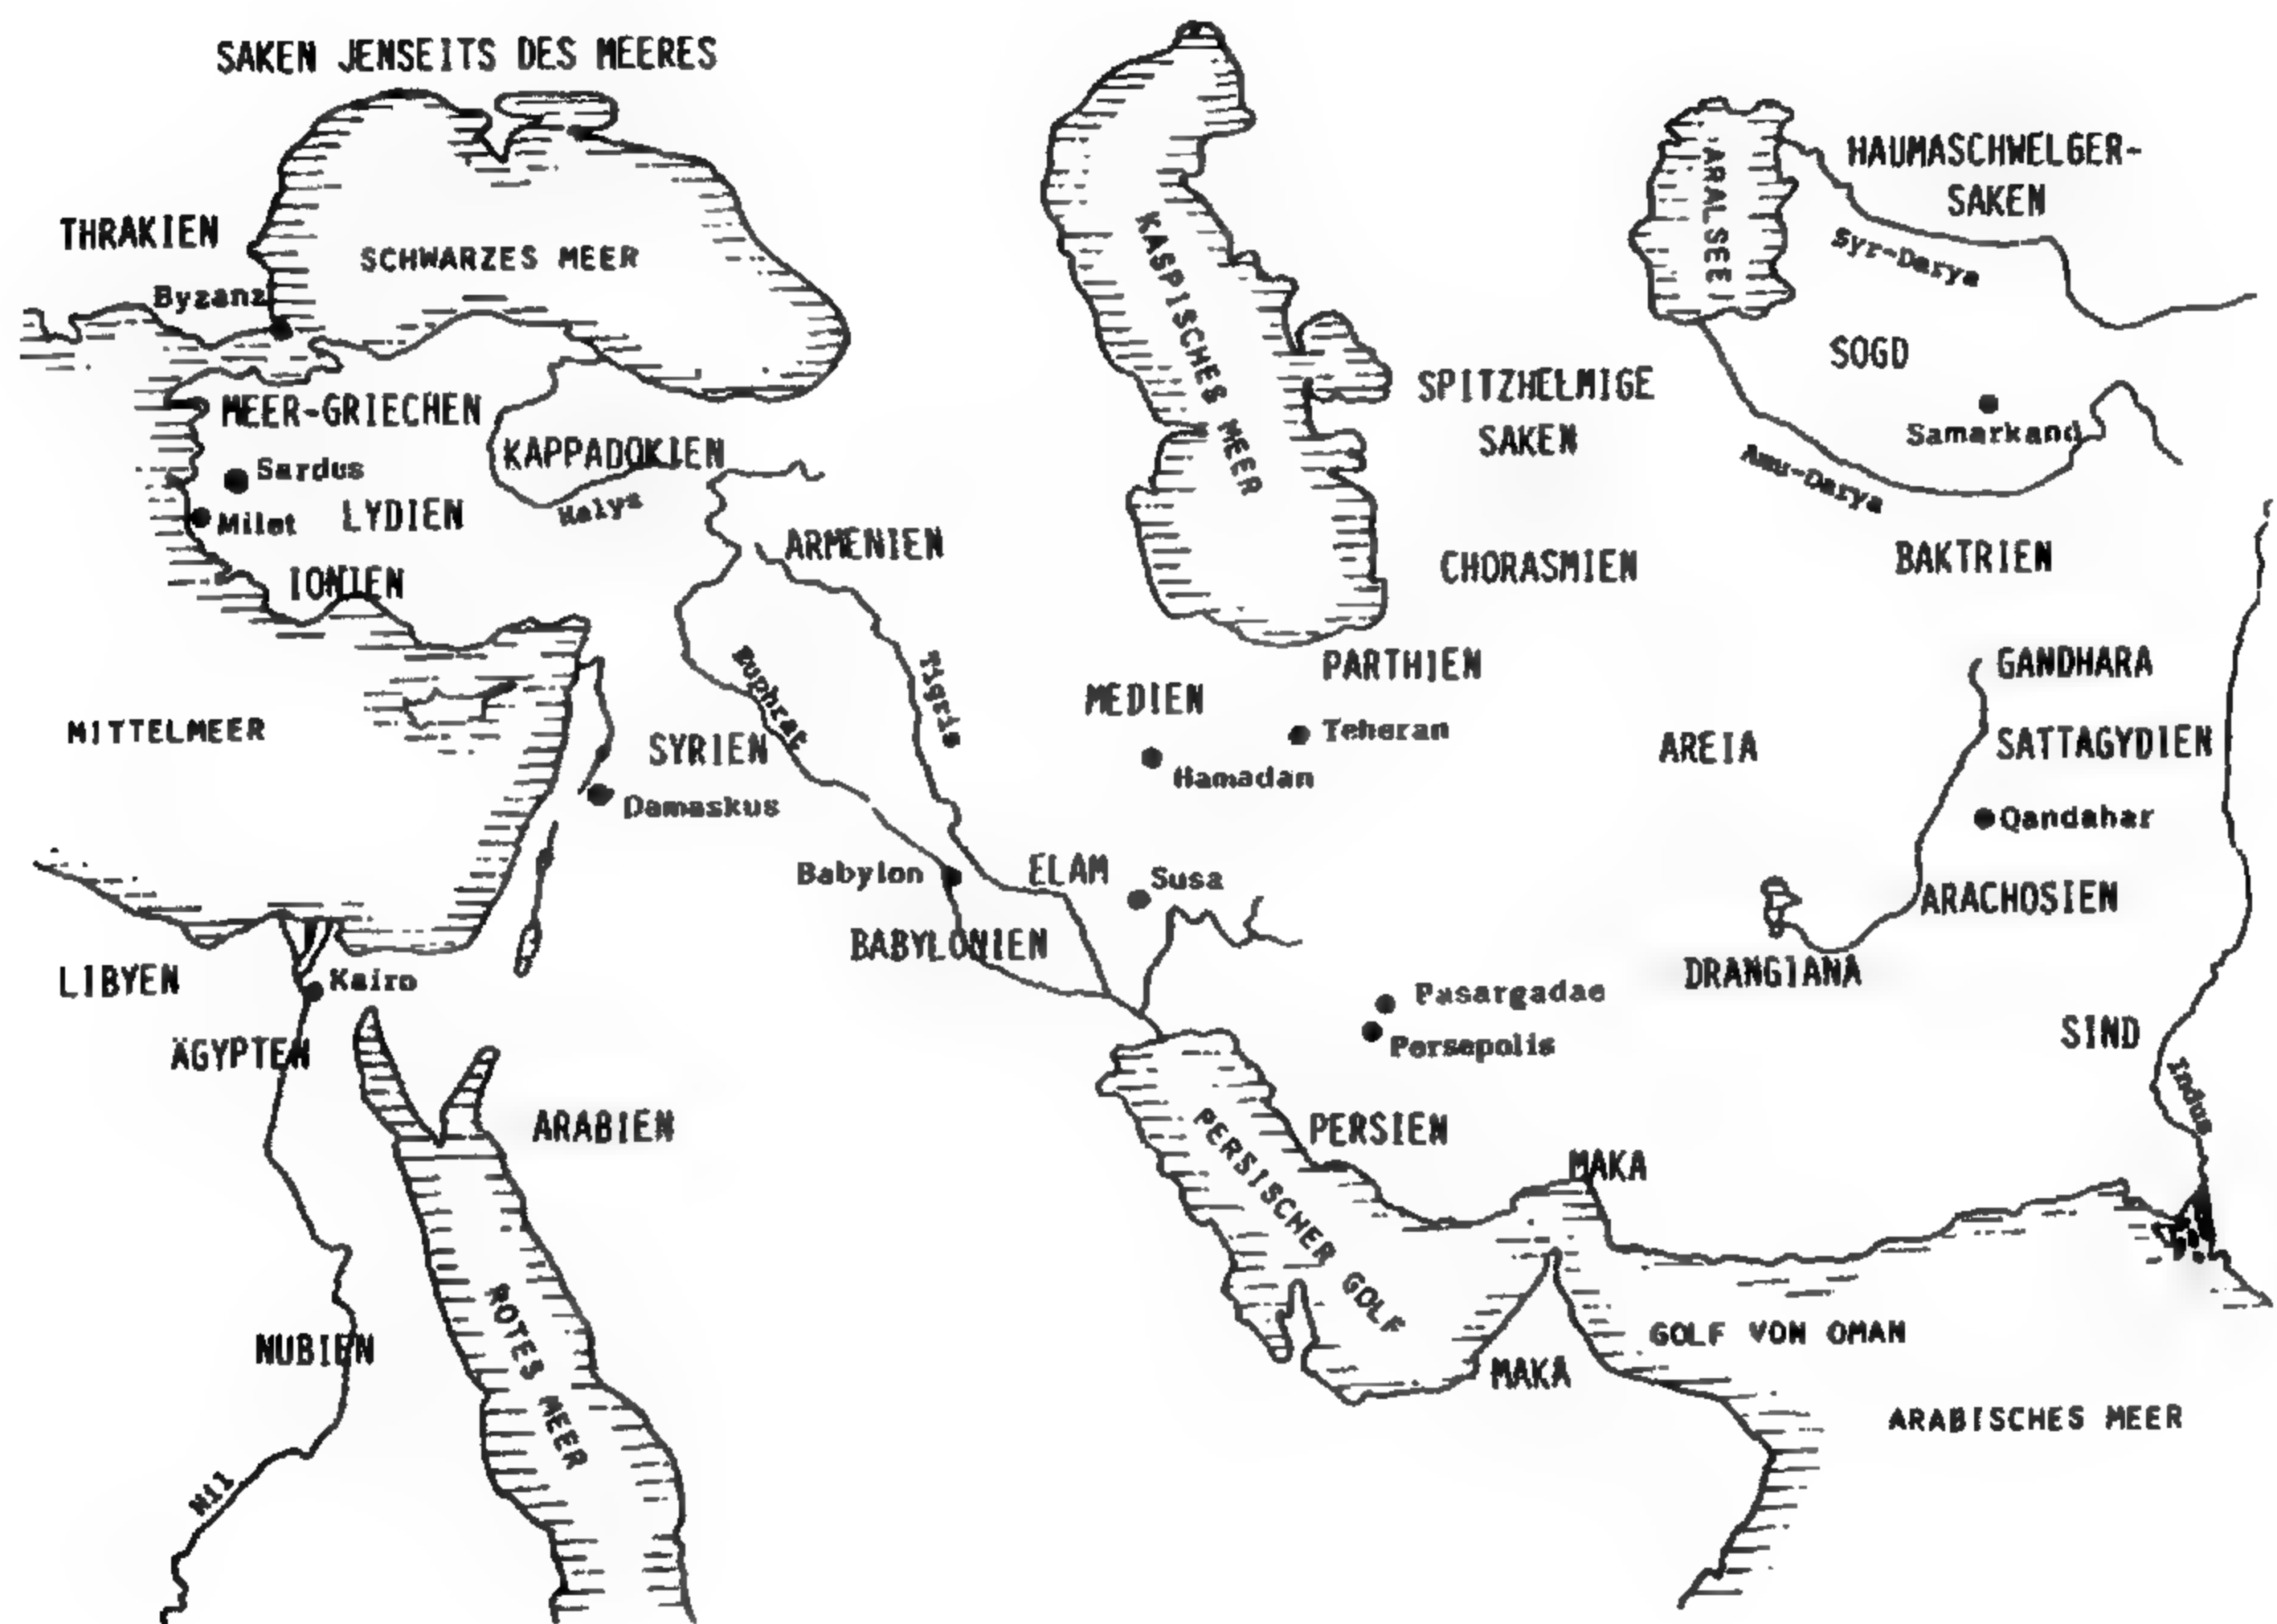 SAKEN JENSEITS DES MEERES
HAUMASCHWELGER-
SAKEN
ARALSEE
THRAKIEN
SCHWARZES MEER
KASPISCHES MEER
Syr-Darya
Byzanz
SOGD
SPITZHELMIGE
SAKEN
MEER-GRIECHEN
KAPPADOKIEN
Samarkand
Sardus
Amu-Darya
Milet
LYDIEN
Halys
ARMENIEN
CHORASMIEN
BAKTRIEN
IONIEN
PARTHIEN
GANDHARA
Euphrat
Tigris
MEDIEN
MITTELMEER
SYRIEN
Teheran
AREIA
SATTAGYDIEN
Hamadan
Damaskus
Qandahar
Babylon
ELAM
Susa
ARACHOSIEN
BABYLONIEN
LIBYEN
Kairo
DRANGIANA
Pasargadae
Persepolis
ÄGYPTEN
SIND
Indus
ARABIEN
PERSISCHER GOLF
PERSIEN
MAKA
NUBIEN
ROTES MEER
GOLF VON OMAN
MAKA
ARABISCHES MEER
Nil